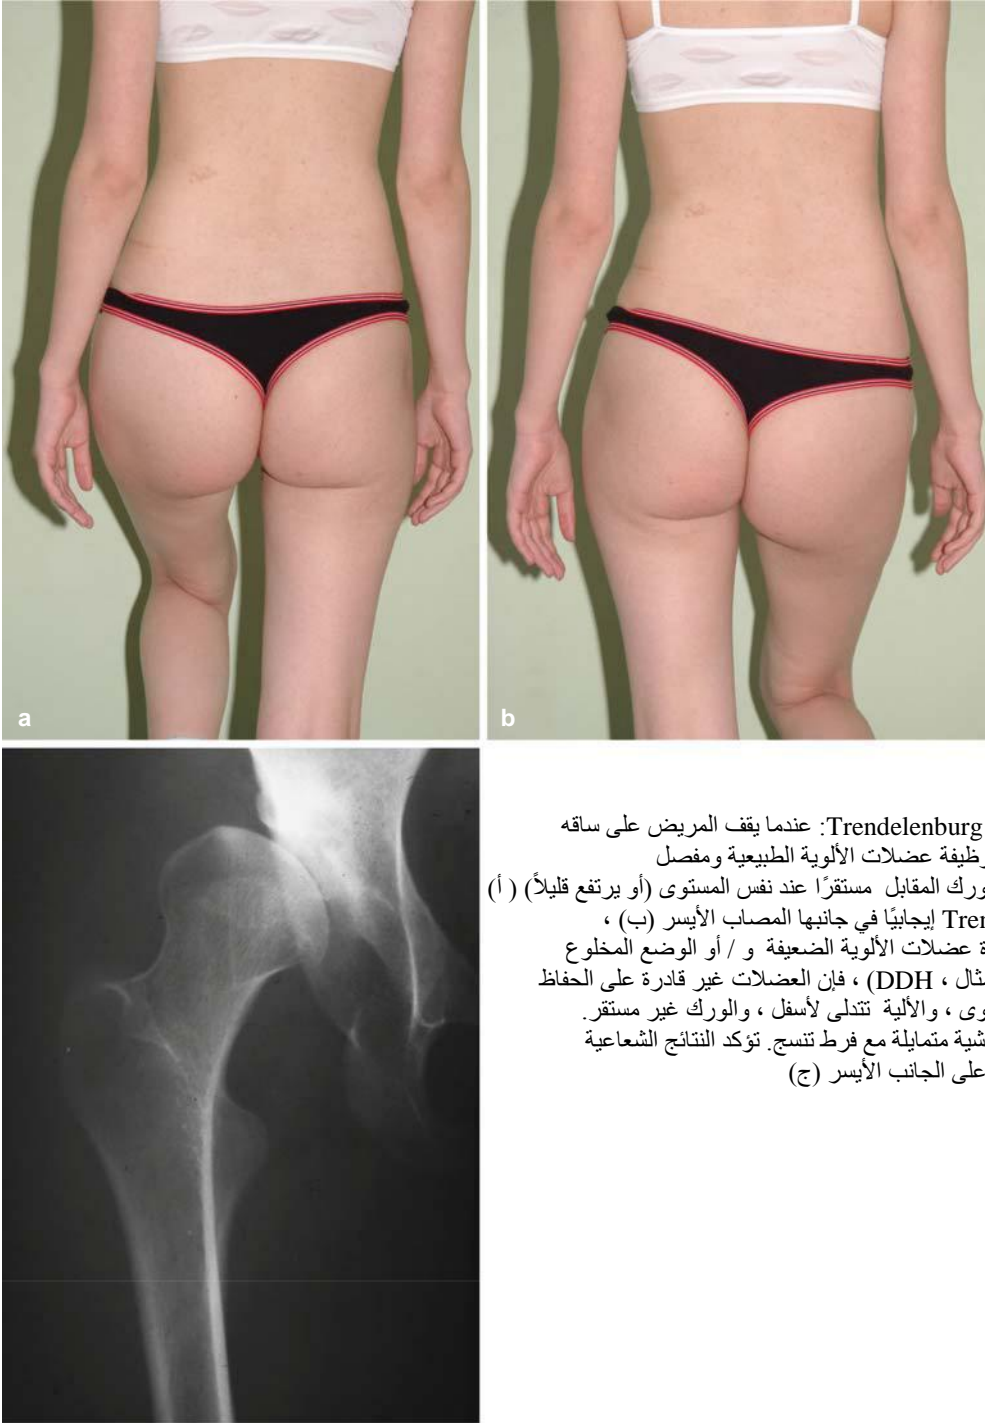 a
b
Trendelenburg: عندما يقف المريض على ساقه
وظيفة عضلات الألوية الطبيعية ومفصل
ورك المقابل مستقرًا عند نفس المستوى (أو يرتفع قليلاً) (أ)
Tren إيجابيًا في جانبها المصاب الأيسر (ب) ،
ة عضلات الألوية الضعيفة و / أو الوضع المخلوع
مثال ، DDH) ، فإن العضلات غير قادرة على الحفاظ
وى ، والألية تتدلى لأسفل ، والورك غير مستقر.
شية متمايلة مع فرط تنسج. تؤكد النتائج الشعاعية
على الجانب الأيسر (ج)